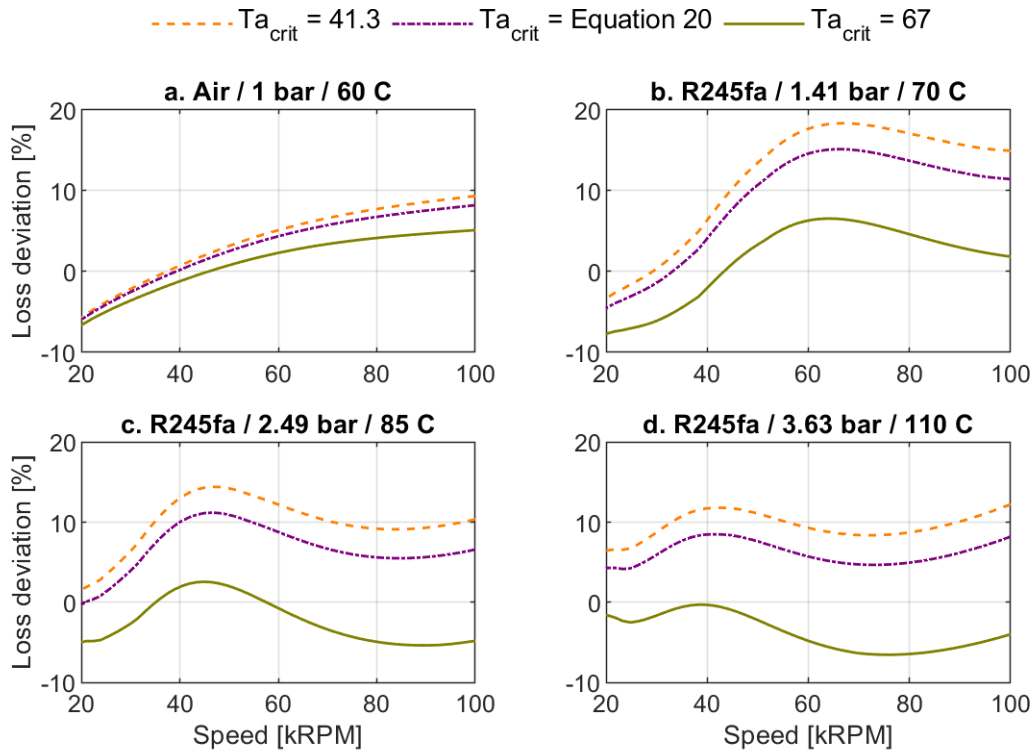 Ta_crit = 41.3 Ta_crit = Equation 20 Ta_crit = 67
a. Air / 1 bar / 60 C
Loss deviation [%]
20
10
0
-10
20 40 60 80 100
b. R245fa / 1.41 bar / 70 C
20
10
0
-10
20 40 60 80 100
c. R245fa / 2.49 bar / 85 C
Loss deviation [%]
20
10
0
-10
20 40 60 80 100
Speed [kRPM]
d. R245fa / 3.63 bar / 110 C
20
10
0
-10
20 40 60 80 100
Speed [kRPM]